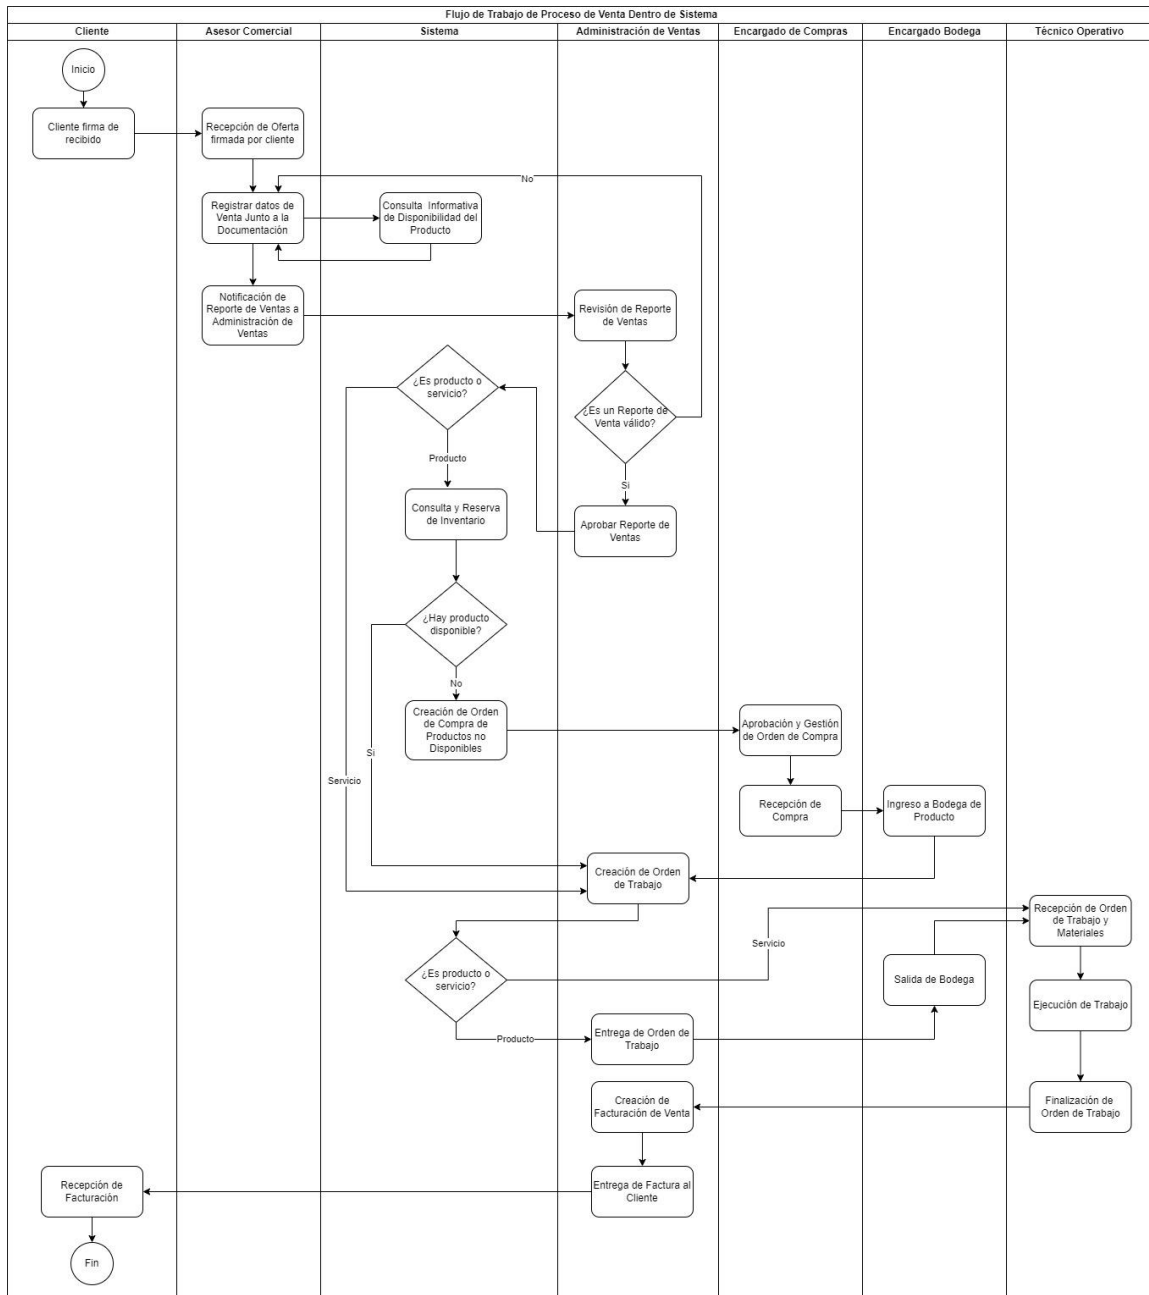 Flujo de Trabajo de Proceso de Venta Dentro de Sistema
Cliente
Asesor Comercial
Sistema
Administración de Ventas
Encargado de Compras
Encargado Bodega
Técnico Operativo
Inicio
Cliente firma de
recibido
Recepción de Oferta
firmada por cliente
No
Registrar datos de
Venta Junto a la
Documentación
Consulta Informativa
de Disponibilidad del
Producto
Notificación de
Reporte de Ventas a
Administración de
Ventas
Revisión de Reporte
de Ventas
¿Es producto o
servicio?
¿Es un Reporte de
Venta válido?
Producto
Si
Consulta y Reserva
de Inventario
Aprobar Reporte de
Ventas
¿Hay producto
disponible?
No
Creación de Orden
de Compra de
Productos no
Disponibles
Aprobación y Gestión
de Orden de Compra
Si
Servicio
Recepción de
Compra
Ingreso a Bodega de
Producto
Creación de Orden
de Trabajo
Recepción de Orden
de Trabajo y
Materiales
Servicio
¿Es producto o
servicio?
Salida de Bodega
Ejecución de Trabajo
Producto
Entrega de Orden de
Trabajo
Creación de
Facturación de Venta
Finalización de
Orden de Trabajo
Recepción de
Facturación
Entrega de Factura al
Cliente
Fin